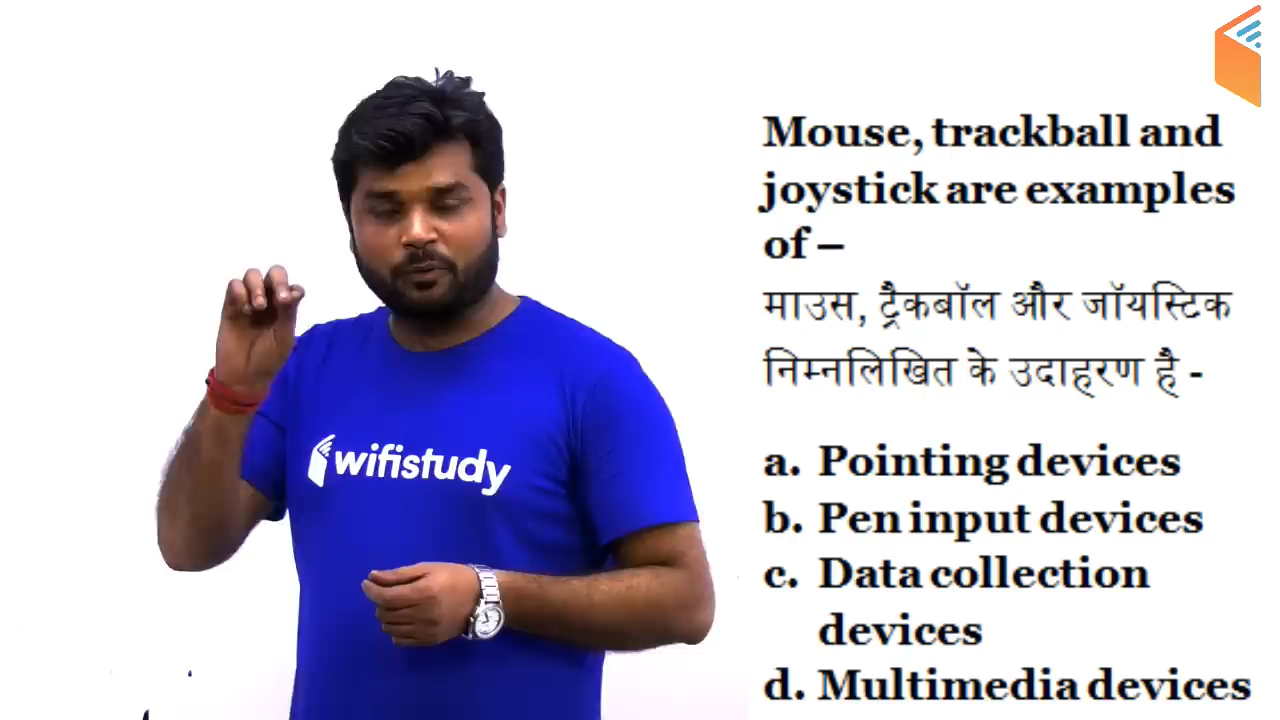 Mouse, trackball and
joystick are examples
of –
माउस, ट्रैकबॉल और जॉयस्टिक
निम्नलिखित के उदाहरण है -
a. Pointing devices
b. Pen input devices
c. Data collection
devices
d. Multimedia devices
wifistudy